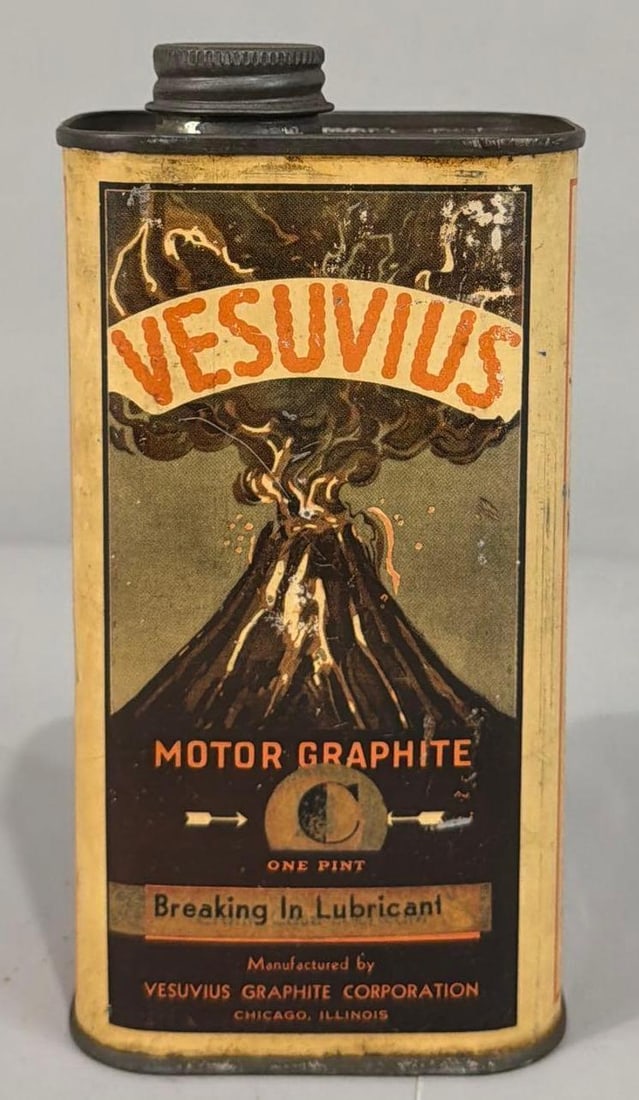 VESUVIUS
MOTOR GRAPHITE
C
ONE PINT
Breaking In Lubricant
Manufactured by
VESUVIUS GRAPHITE CORPORATION
CHICAGO, ILLINOIS